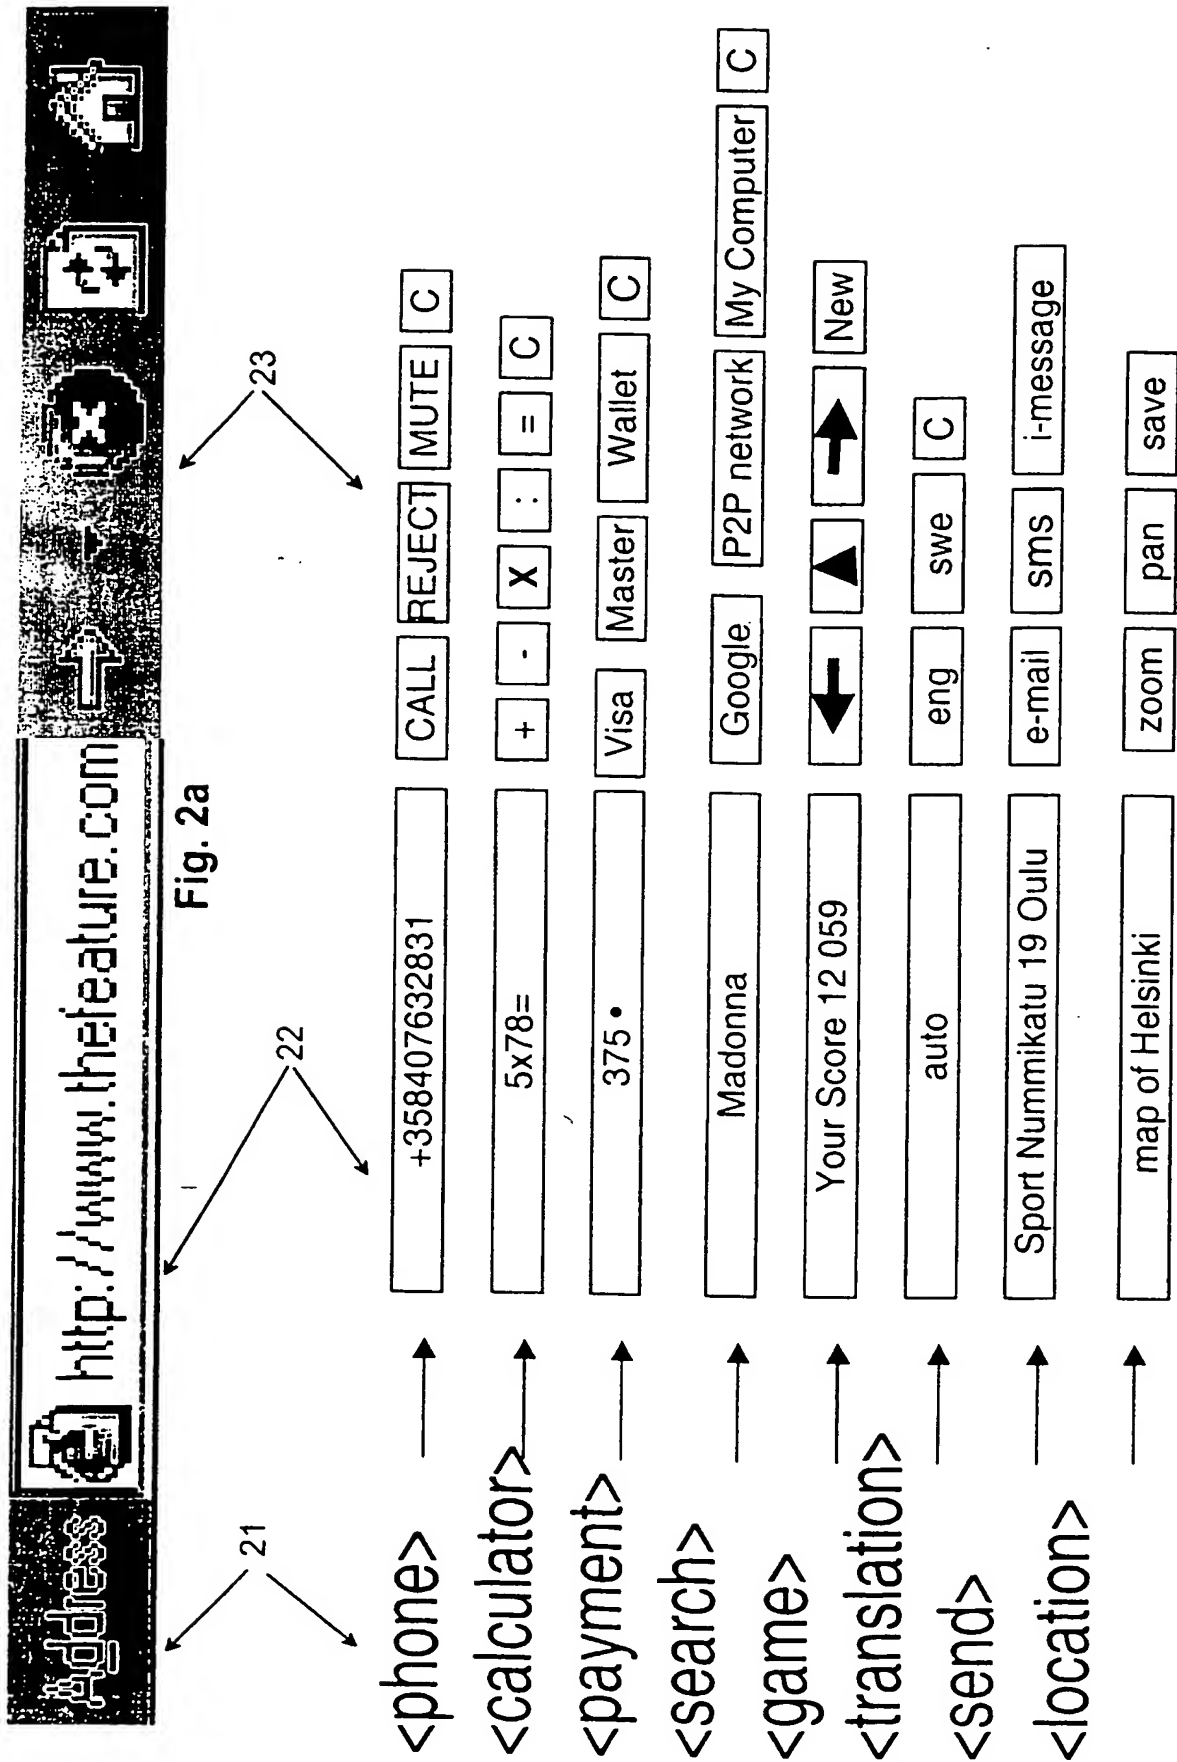 Address http://www.thefeature.com
Fig. 2a
21 22 23
<phone> +358407632831 CALL REJECT MUTE C
<calculator> 5x78= + - X : = C
<payment> 375• Visa Master Wallet C
<search> Madonna Google P2P network My Computer C
<game> Your Score 12 059 New
<translation> auto eng swe C
<send> Sport Nummikatu 19 Oulu e-mail sms i-message
<location> map of Helsinki zoom pan save